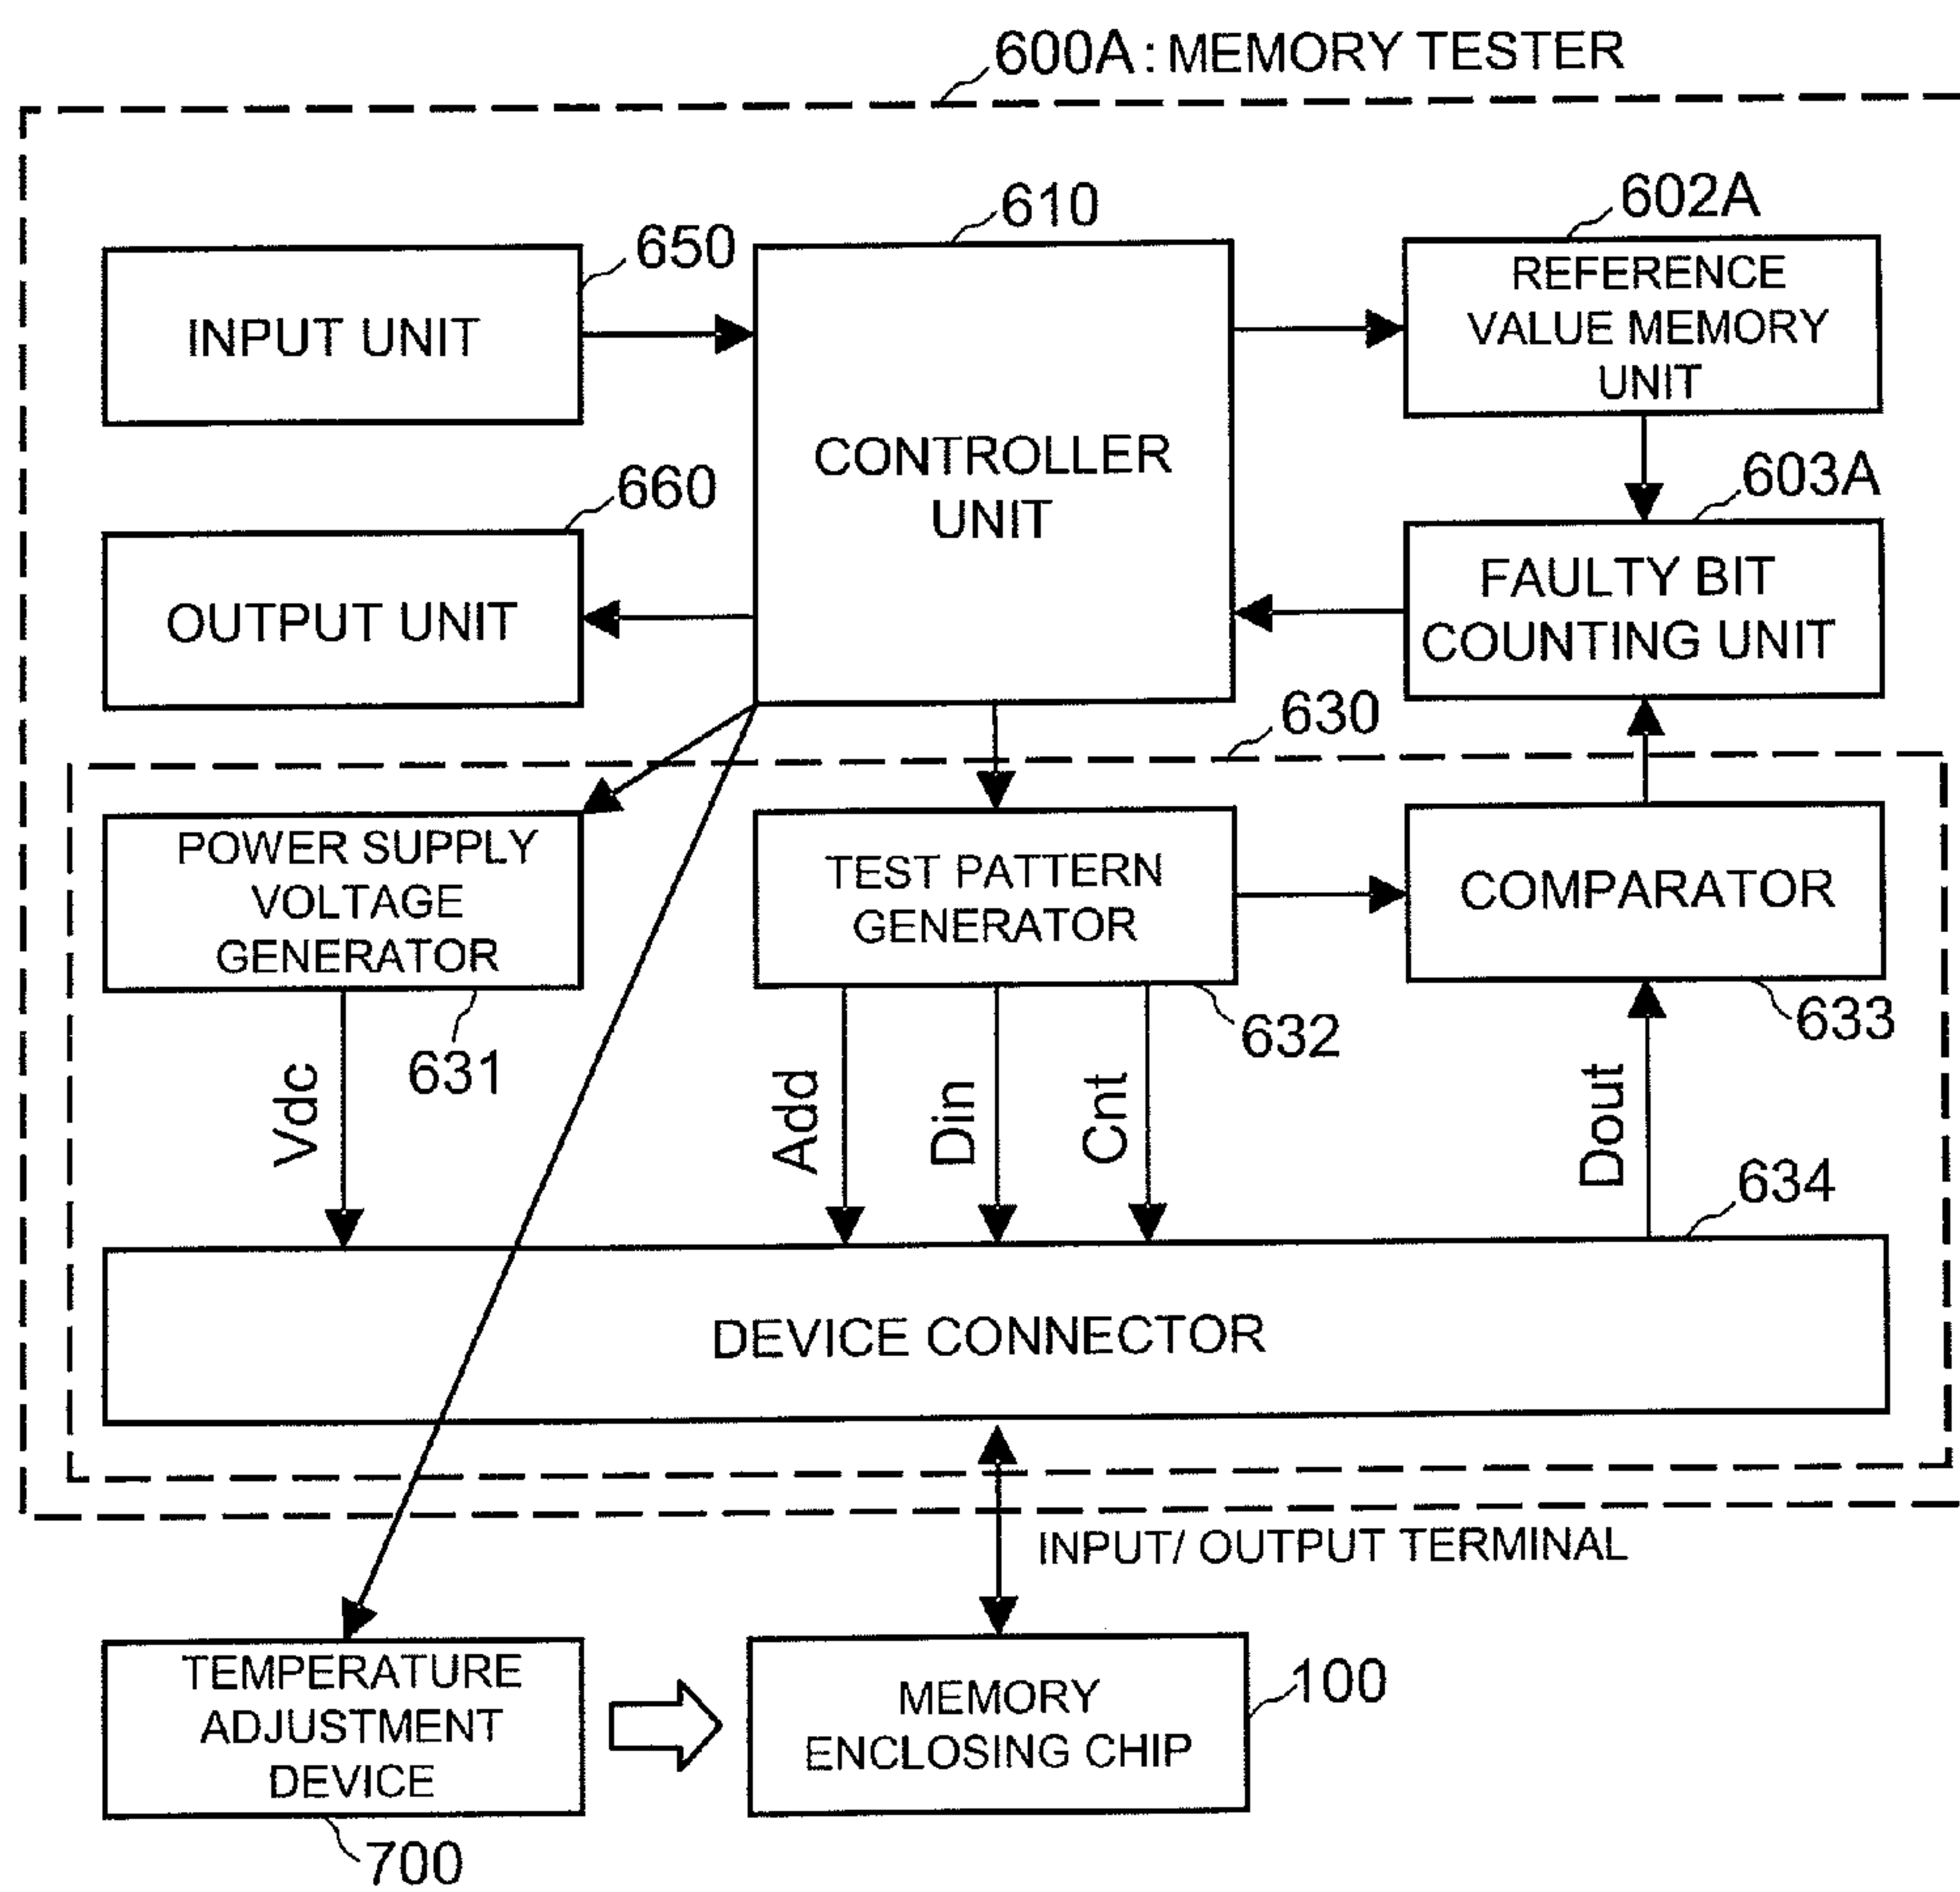 600A : MEMORY TESTER
650
INPUT UNIT
610
CONTROLLER
UNIT
602A
REFERENCE
VALUE MEMORY
UNIT
660
OUTPUT UNIT
603A
FAULTY BIT
COUNTING UNIT
630
POWER SUPPLY
VOLTAGE
GENERATOR
631
TEST PATTERN
GENERATOR
632
COMPARATOR
633
Vdc
Add
Din
Cnt
Dout
634
DEVICE CONNECTOR
INPUT/ OUTPUT TERMINAL
TEMPERATURE
ADJUSTMENT
DEVICE
700
MEMORY
ENCLOSING CHIP
100